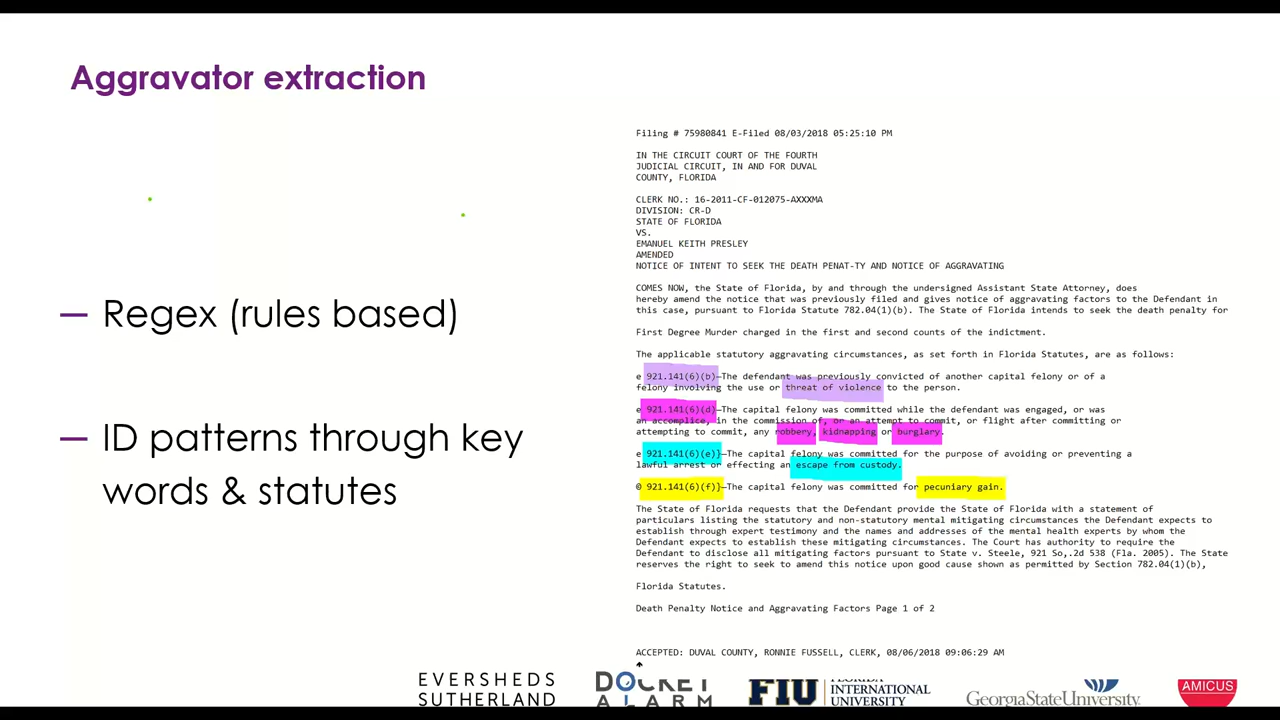 Aggravator extraction
– Regex (rules based)
– ID patterns through key
words & statutes
Filing # 75980841 E-Filed 08/03/2018 05:25:10 PM
IN THE CIRCUIT COURT OF THE FOURTH
JUDICIAL CIRCUIT, IN AND FOR DUVAL
COUNTY, FLORIDA
CLERK NO.: 16-2011-CF-012075-AXXXMA
DIVISION: CR-D
STATE OF FLORIDA
VS.
EMANUEL KEITH PRESLEY
AMENDED
NOTICE OF INTENT TO SEEK THE DEATH PENAT-TY AND NOTICE OF AGGRAVATING
COMES NOW, the State of Florida, by and through the undersigned Assistant State Attorney, does
hereby amend the notice that was previously filed and gives notice of aggravating factors to the Defendant in
this case, pursuant to Florida Statute 782.04(1)(b). The State of Florida intends to seek the death penalty for
First Degree Murder charged in the first and second counts of the indictment.
The applicable statutory aggravating circumstances, as set forth in Florida Statutes, are as follows:
e 921.141(6)(b)—The defendant was previously convicted of another capital felony or of a
felony involving the use or threat of violence to the person.
e 921.141(6)(d)—The capital felony was committed while the defendant was engaged, or was
an accomplice, in the commission of, or an attempt to commit, or flight after committing or
attempting to commit, any robbery, kidnapping or burglary.
e 921.141(6)(e)}—The capital felony was committed for the purpose of avoiding or preventing a
lawful arrest or effecting an escape from custody.
© 921.141(6)(f)}—The capital felony was committed for pecuniary gain.
The State of Florida requests that the Defendant provide the State of Florida with a statement of
particulars listing the statutory and non-statutory mental mitigating circumstances the Defendant expects to
establish through expert testimony and the names and addresses of the mental health experts by whom the
Defendant expects to establish these mitigating circumstances. The Court has authority to require the
Defendant to disclose all mitigating factors pursuant to State v. Steele, 921 So,.2d 538 (Fla. 2005). The State
reserves the right to seek to amend this notice upon good cause shown as permitted by Section 782.04(1)(b),
Florida Statutes.
Death Penalty Notice and Aggravating Factors Page 1 of 2
ACCEPTED: DUVAL COUNTY, RONNIE FUSSELL, CLERK, 08/06/2018 09:06:29 AM
EVERSHEDS
SUTHERLAND
DOCKET
ALARM
FIU
FLORIDA
INTERNATIONAL
UNIVERSITY
GeorgiaStateUniversity
AMICUS